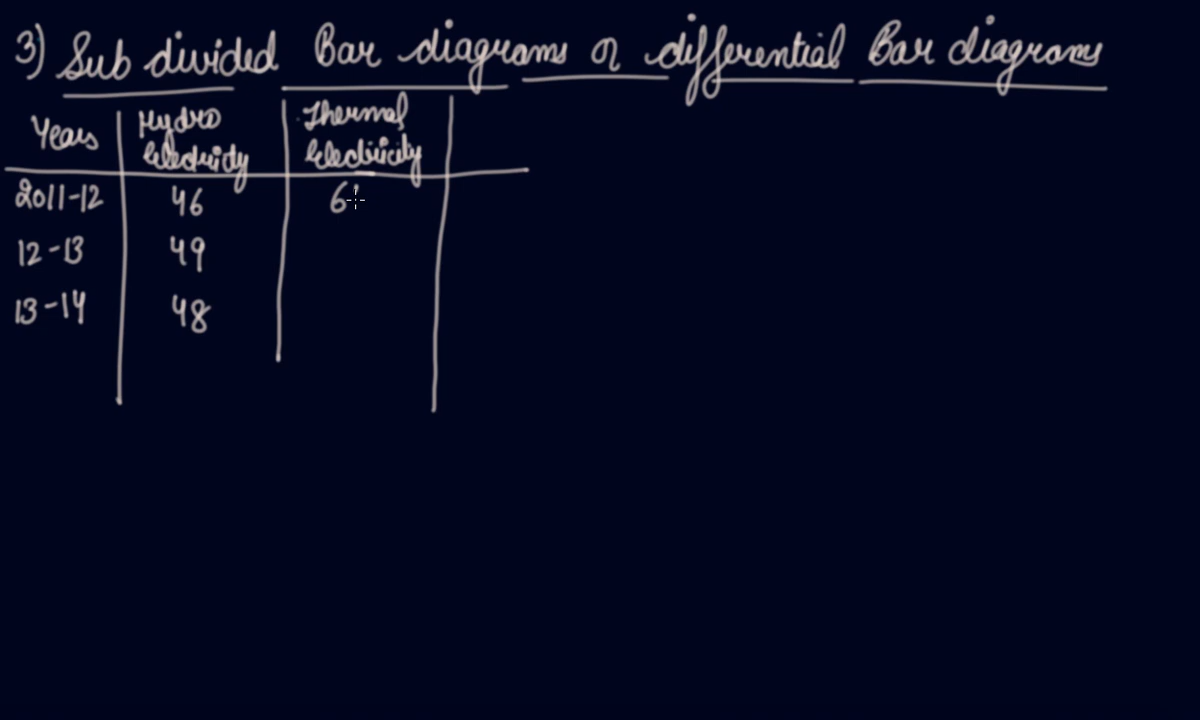 3) Sub divided Bar diagrams or differential Bar diagrams
Years Hydro Electricity Thermal Electricity
2011-12 46 6
12-13 49
13-14 48